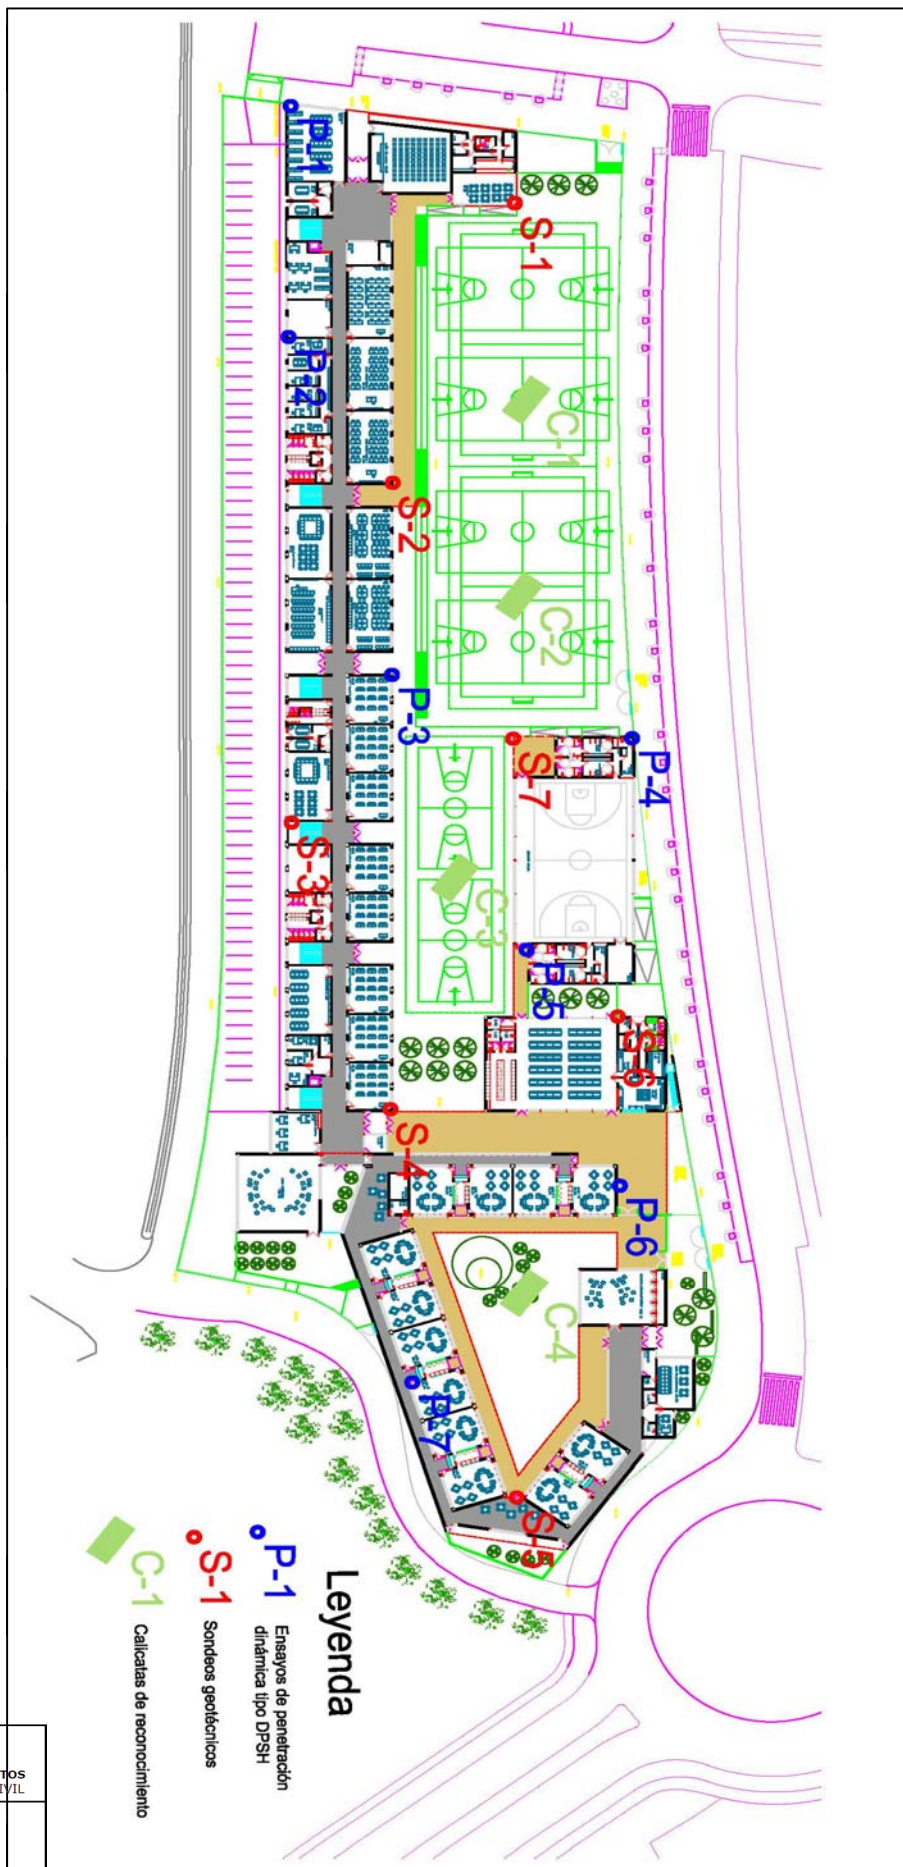 P-1
S-1
P-2
C-1
S-2
C-2
P-3
S-7
P-4
S-3
C-3
P-5
S-6
S-4
P-6
C-4
P-7
S-5
Leyenda
P-1
Ensayos de penetración
dinámica tipo DPSH
S-1
Sondeos geotécnicos
C-1
Calicatas de reconocimiento
TOS
IVIL